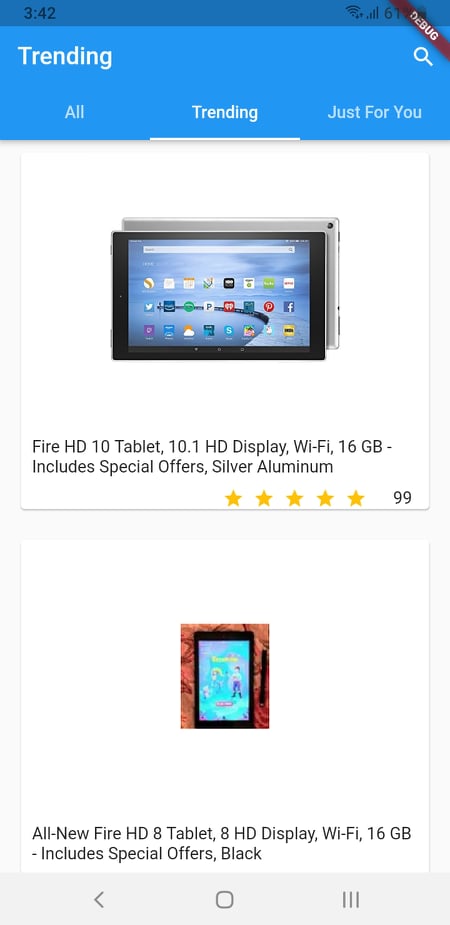 3:42
61%
DEBUG
Trending
All
Trending
Just For You
Fire HD 10 Tablet, 10.1 HD Display, Wi-Fi, 16 GB -
Includes Special Offers, Silver Aluminum
99
All-New Fire HD 8 Tablet, 8 HD Display, Wi-Fi, 16 GB
- Includes Special Offers, Black